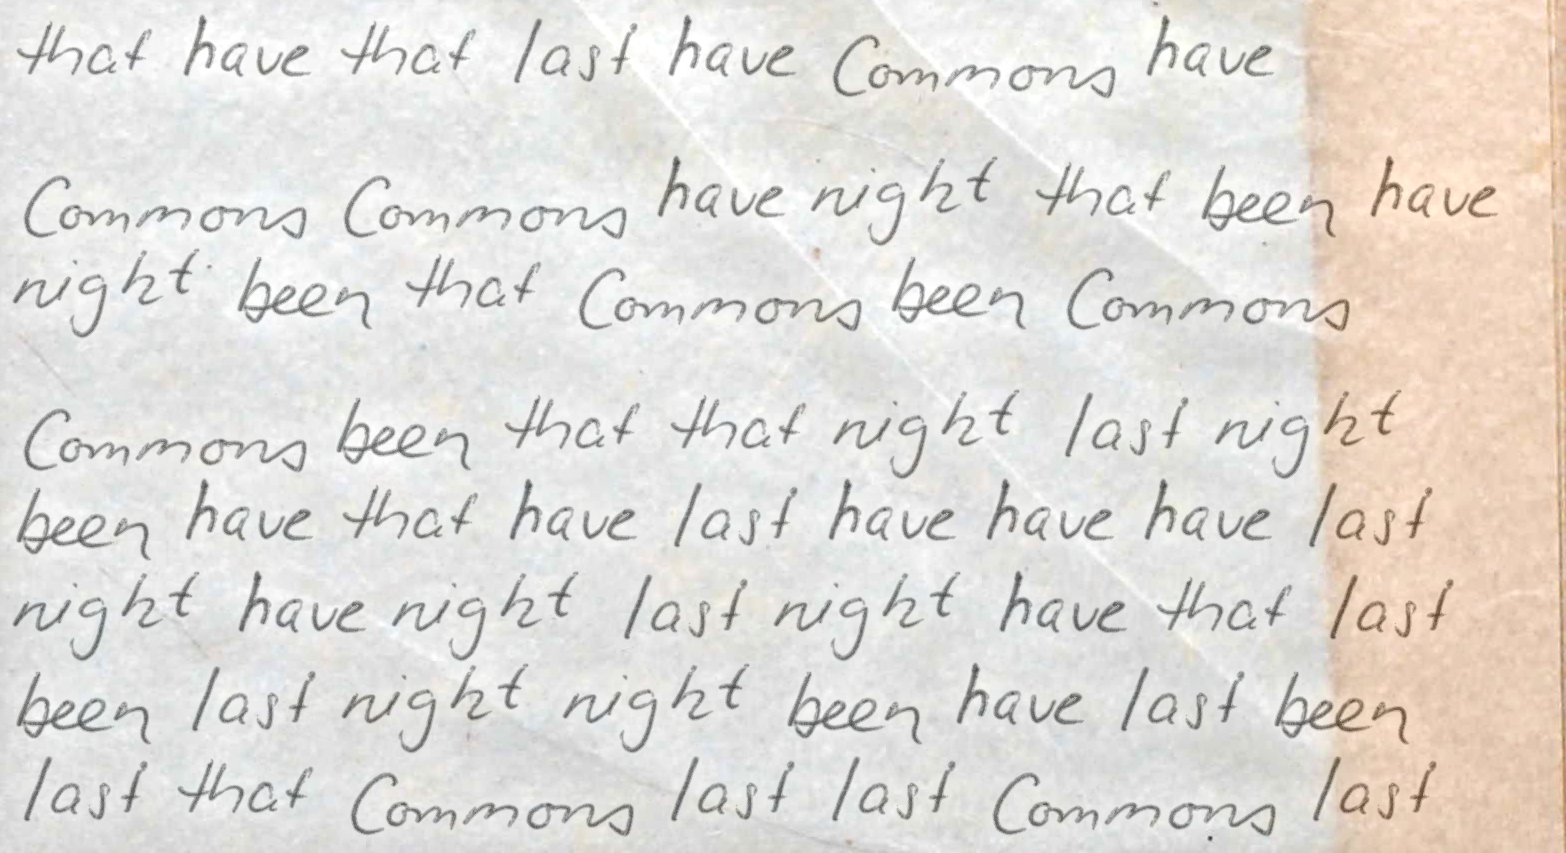 that have that last have Commons have
Commons Commons have night that been have
night been that Commons been Commons
Commons been that that night last night
been have that have last have have have last
night have night last night have that last
been last night night been have last been
last that Commons last last Commons last